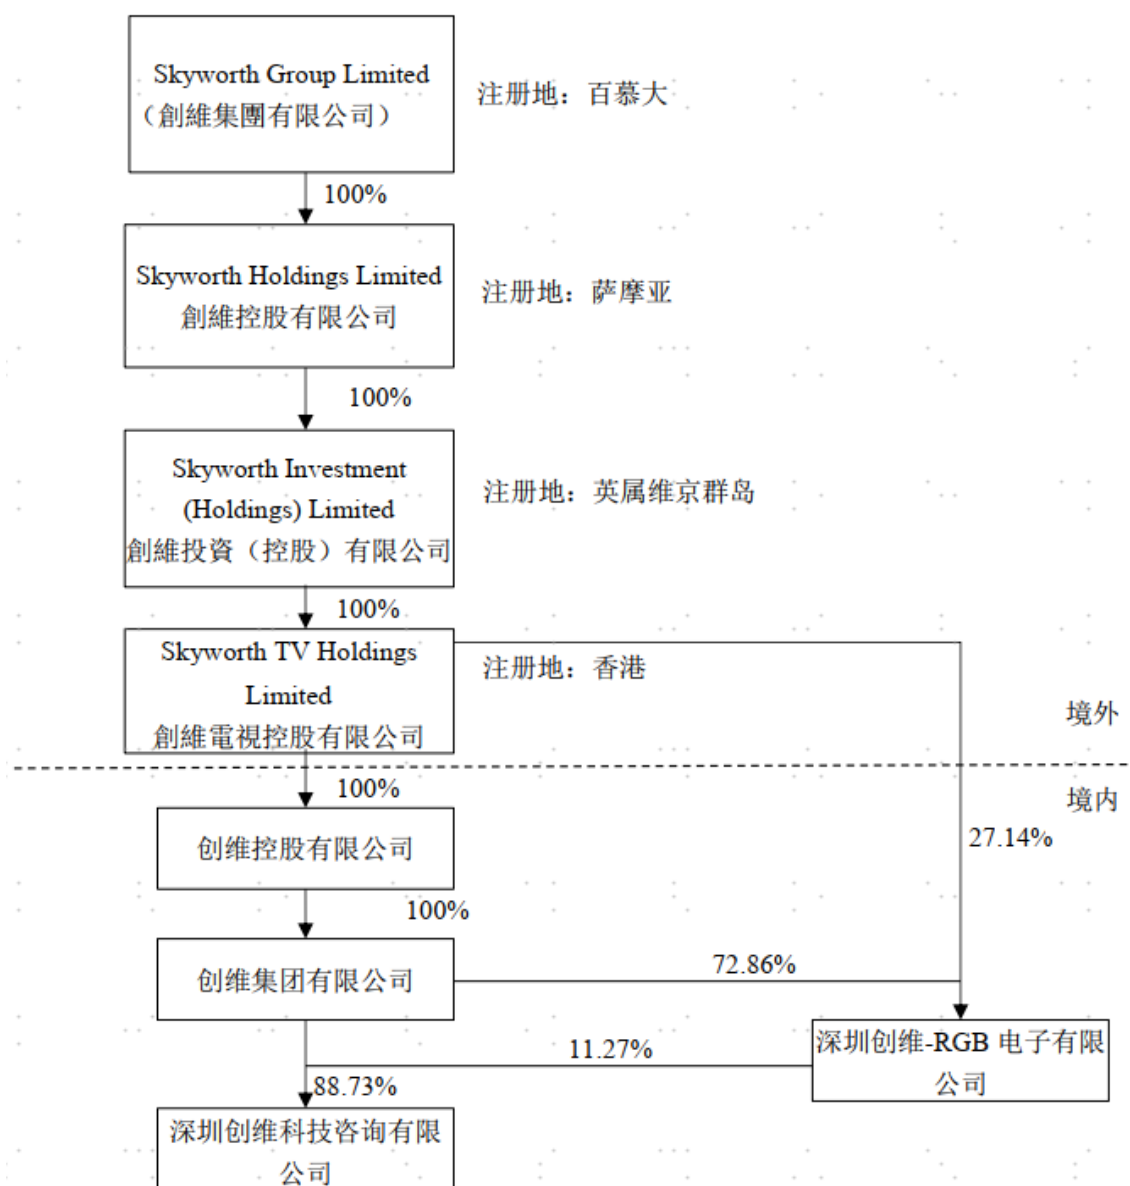 Skyworth Group Limited
（創維集團有限公司）
注册地：百慕大
100%
Skyworth Holdings Limited
創維控股有限公司
注册地：萨摩亚
100%
Skyworth Investment
(Holdings) Limited
創維投資（控股）有限公司
注册地：英属维京群岛
100%
Skyworth TV Holdings
Limited
創維電視控股有限公司
注册地：香港
境外
境内
100%
27.14%
创维控股有限公司
100%
创维集团有限公司
72.86%
深圳创维-RGB 电子有限
公司
11.27%
88.73%
深圳创维科技咨询有限
公司